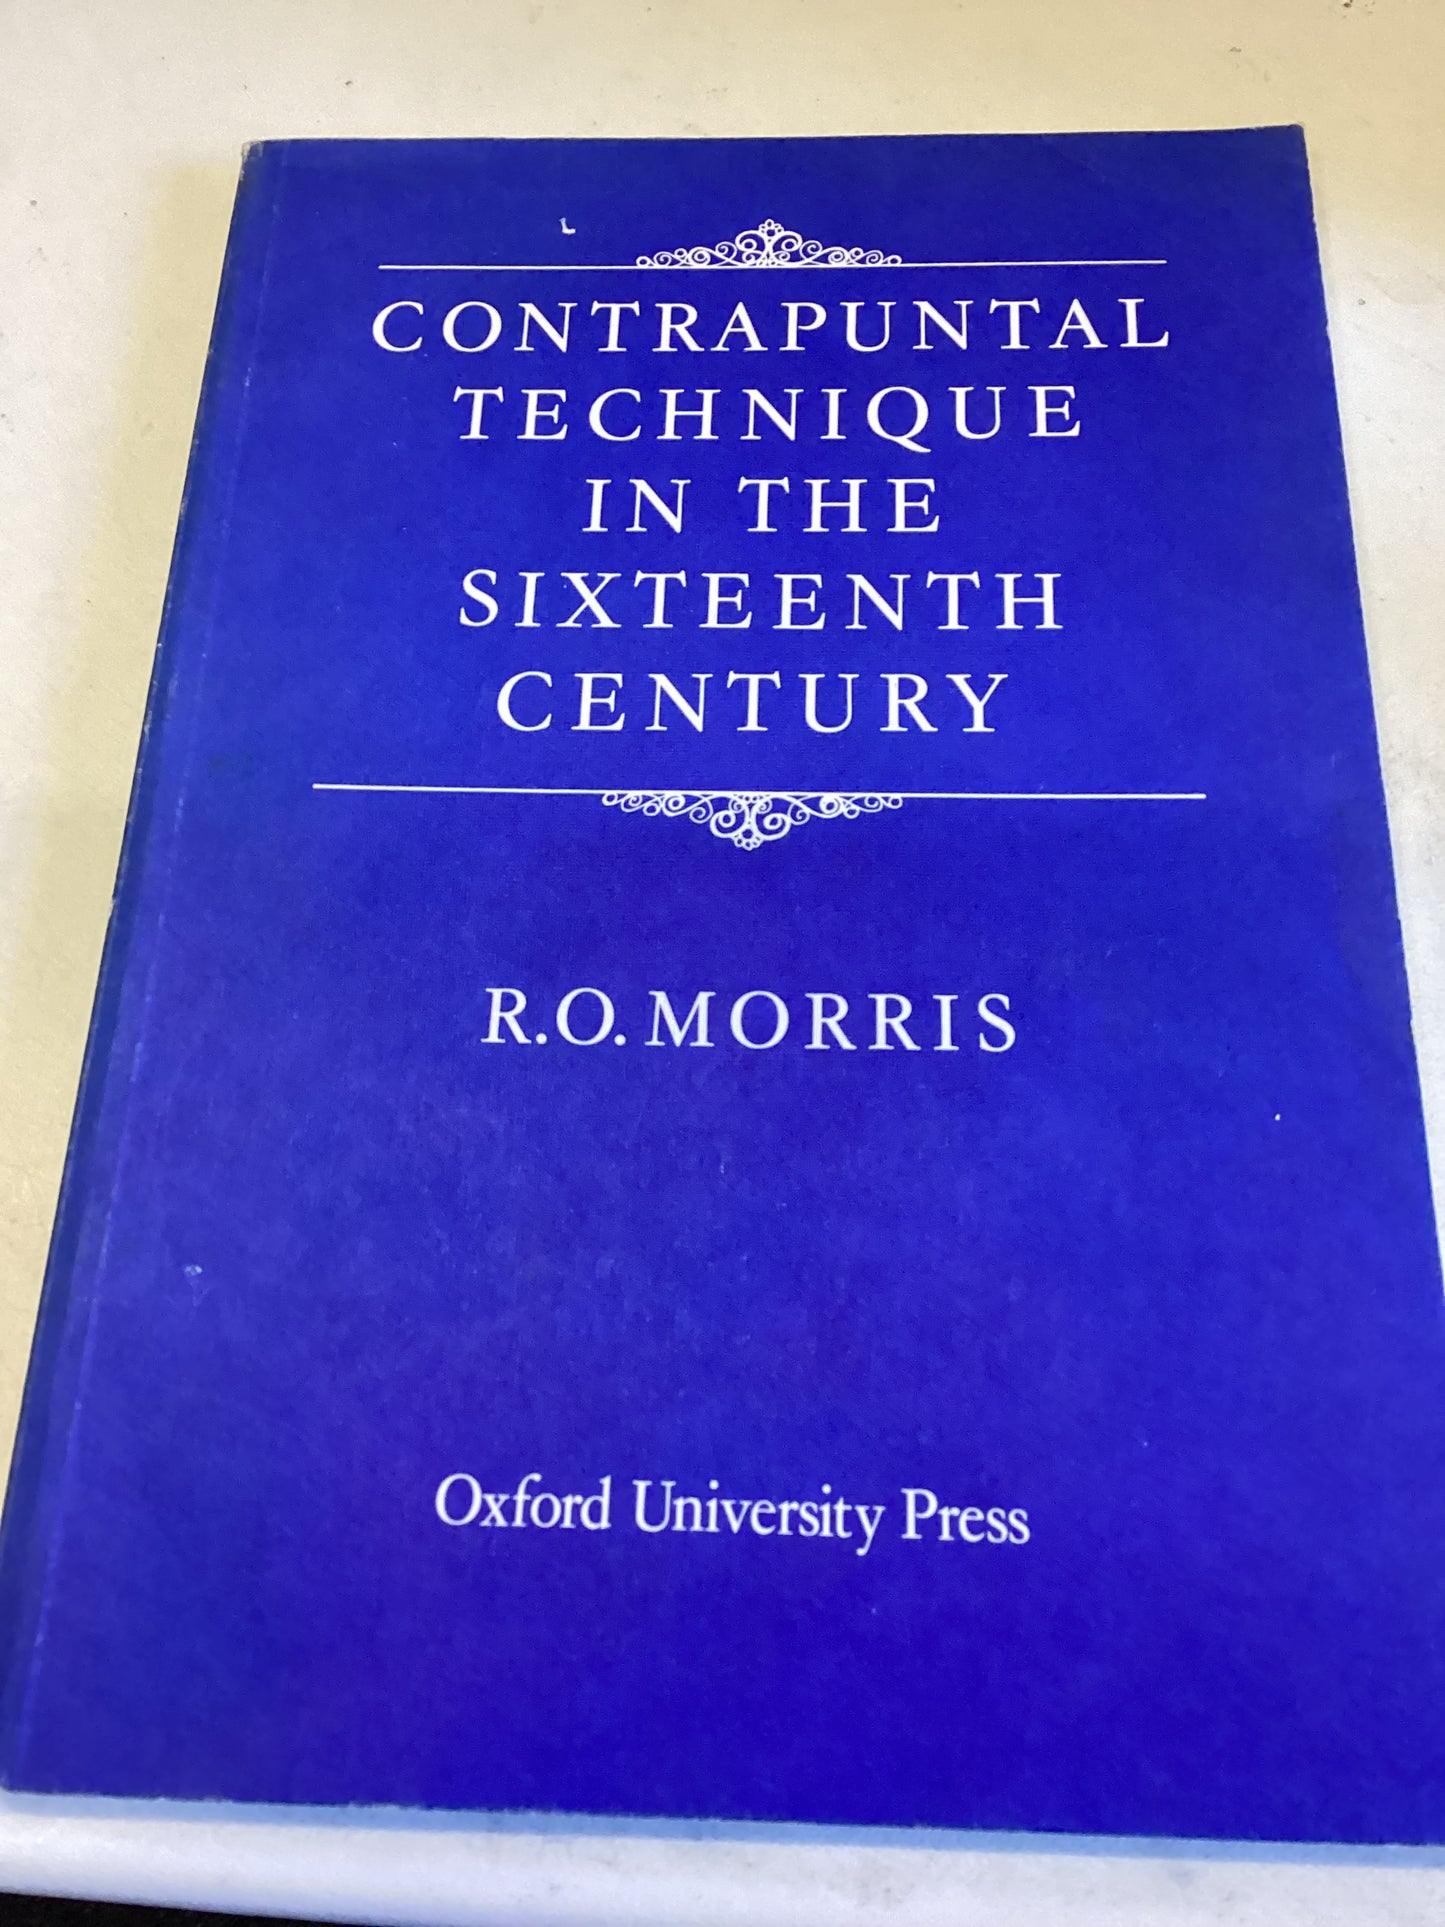 CONTRAPUNTAL
TECHNIQUE
IN THE
SIXTEENTH
CENTURY
R.O. MORRIS
Oxford University Press